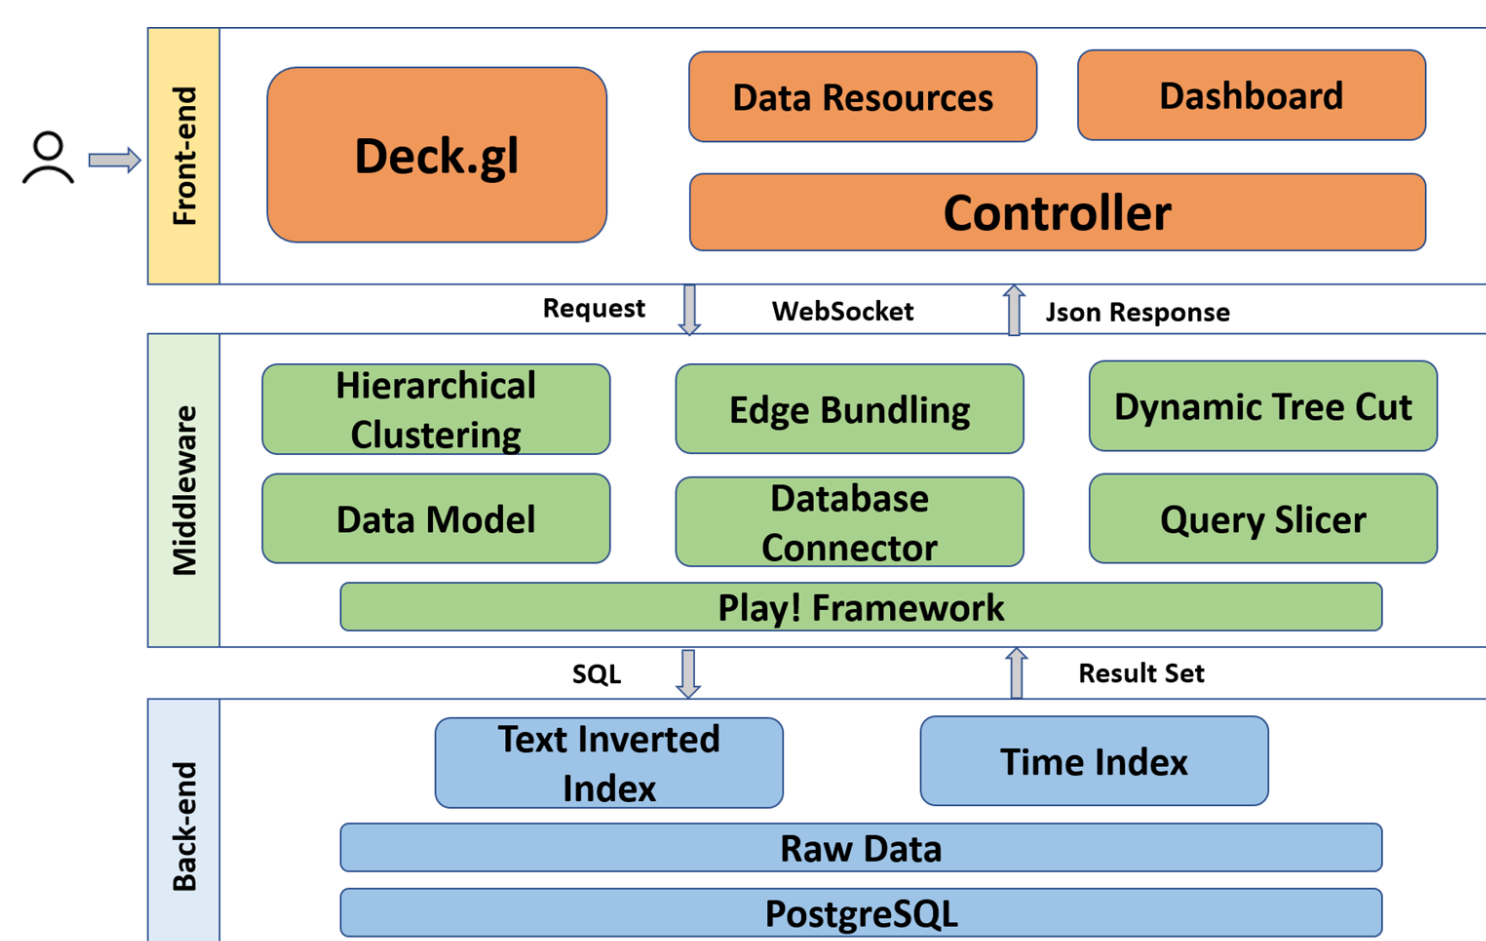 Front-end
Deck.gl
Data Resources
Dashboard
Controller
Request
WebSocket
Json Response
Middleware
Hierarchical
Clustering
Edge Bundling
Dynamic Tree Cut
Data Model
Database
Connector
Query Slicer
Play! Framework
SQL
Result Set
Back-end
Text Inverted
Index
Time Index
Raw Data
PostgreSQL